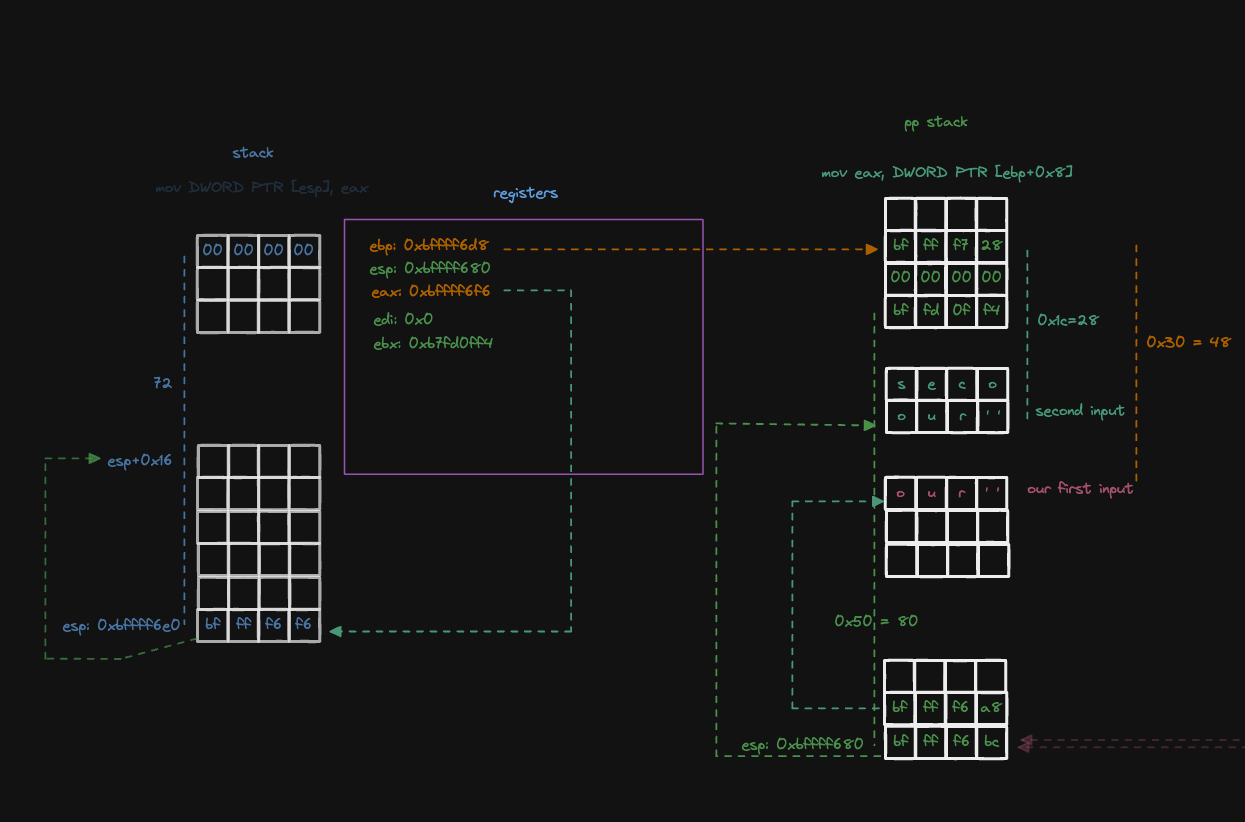 stack
mov DWORD PTR [esp], eax
00 00 00 00
72
esp+0x16
esp: 0xbffff6e0
bf ff f6 f6
registers
ebp: 0xbffff6d8
esp: 0xbffff680
eax: 0xbffff6f6
edi: 0x0
ebx: 0xb7fd0ff4
pp stack
mov eax, DWORD PTR [ebp+0x8]
bf ff f7 28
00 00 00 00
bf fd 0f f4
0x1c=28
0x30 = 48
s e c o
o u r ' '
second input
o u r ' '
our first input
0x50 = 80
bf ff f6 a8
esp: 0xbffff680
bf ff f6 bc